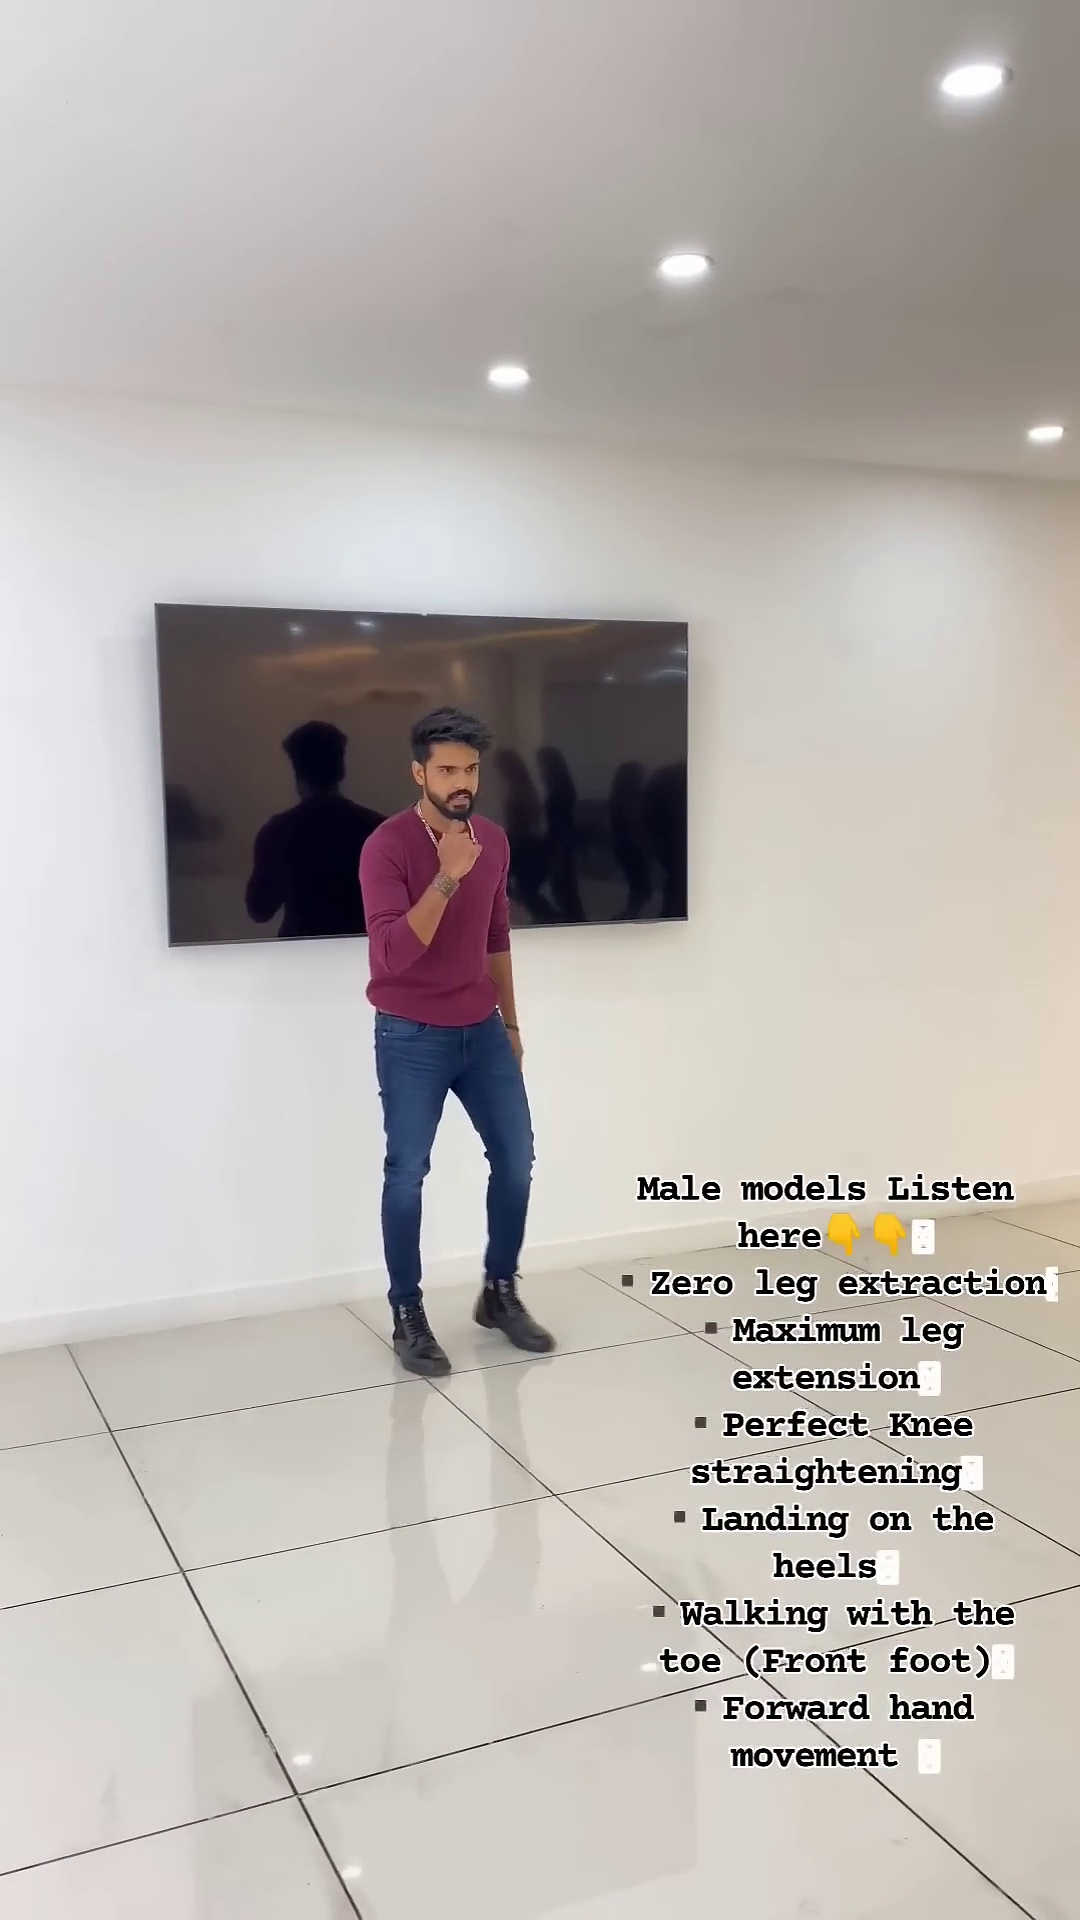 Male models Listen
here👇👇
▪ Zero leg extraction
▪ Maximum leg
extension
▪ Perfect Knee
straightening
▪ Landing on the
heels
▪ Walking with the
toe (Front foot)
▪ Forward hand
movement